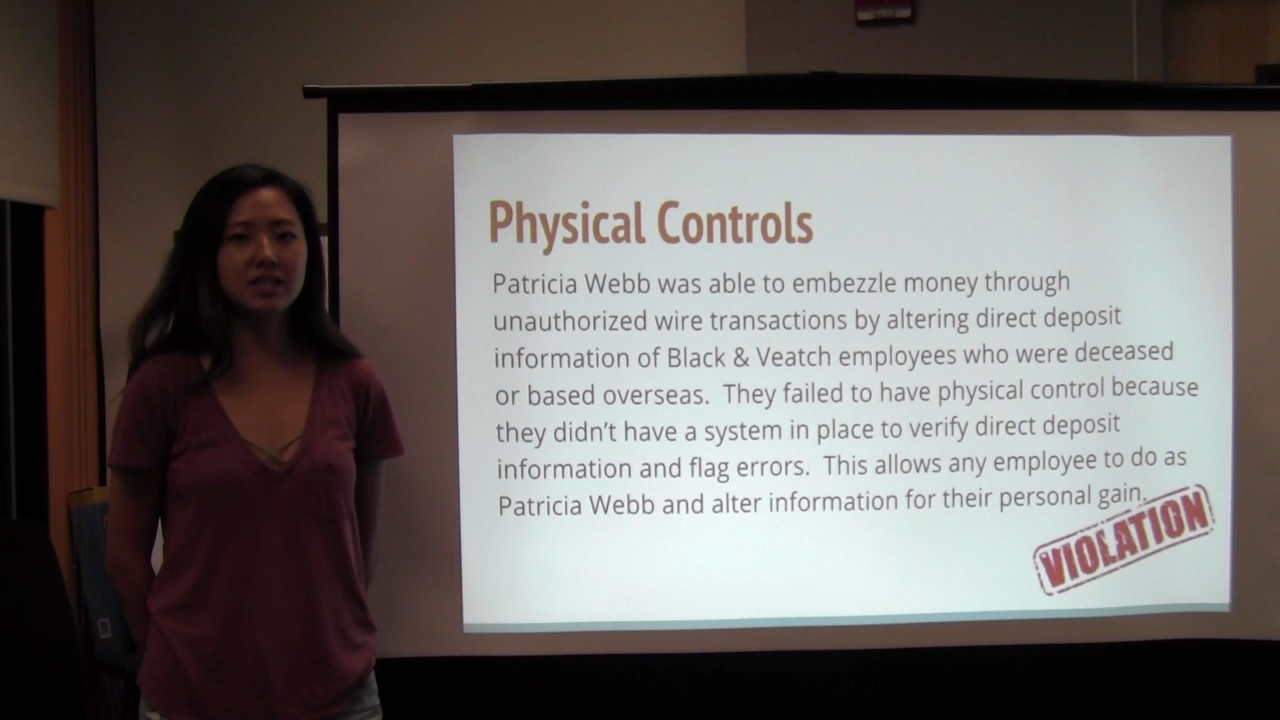 Physical Controls
Patricia Webb was able to embezzle money through
unauthorized wire transactions by altering direct deposit
information of Black & Veatch employees who were deceased
or based overseas.  They failed to have physical control because
they didn’t have a system in place to verify direct deposit
information and flag errors.  This allows any employee to do as
Patricia Webb and alter information for their personal gain.
VIOLATION